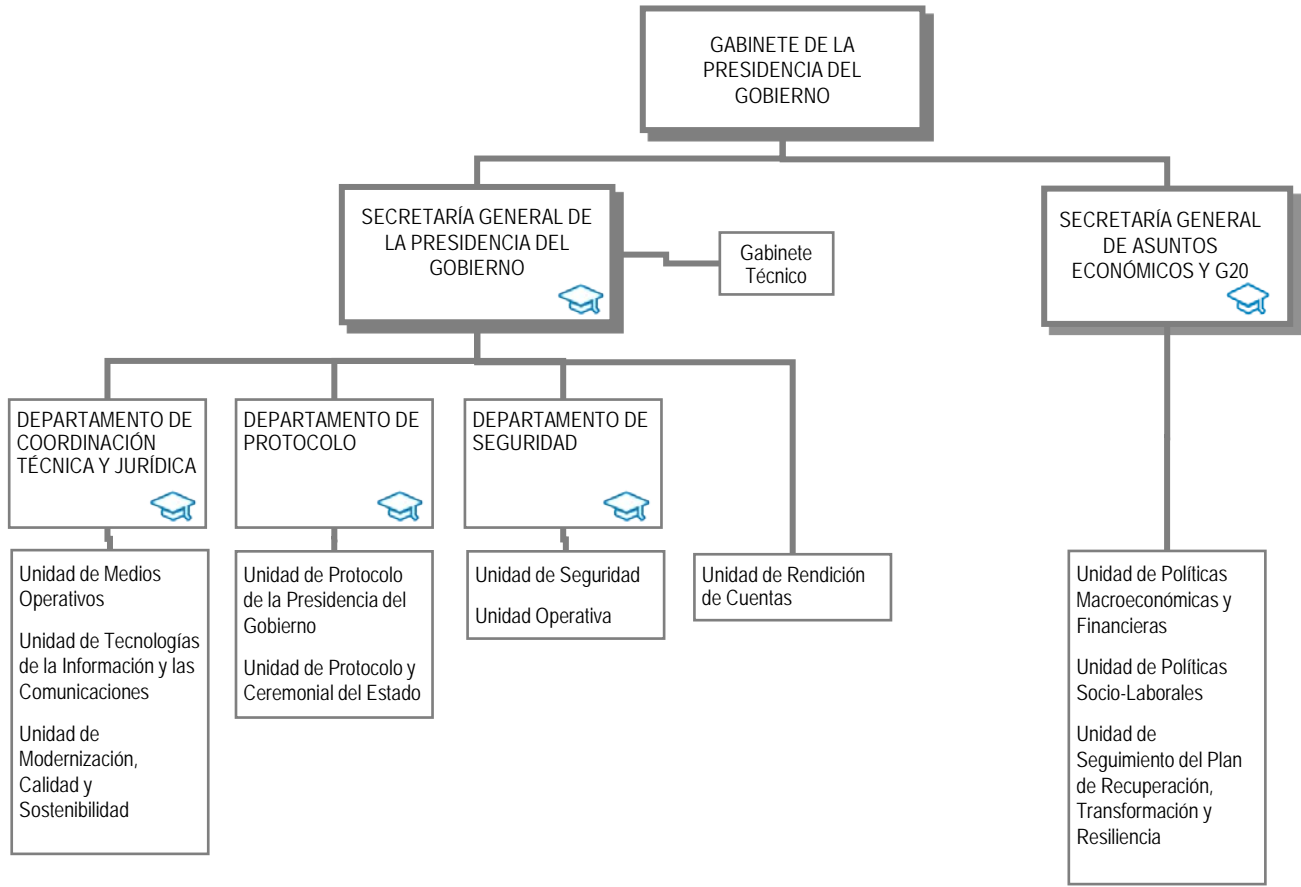 GABINETE DE LA
PRESIDENCIA DEL
GOBIERNO
SECRETARÍA GENERAL DE
LA PRESIDENCIA DEL
GOBIERNO
Gabinete
Técnico
SECRETARÍA GENERAL
DE ASUNTOS
ECONÓMICOS Y G20
DEPARTAMENTO DE
COORDINACIÓN
TÉCNICA Y JURÍDICA
DEPARTAMENTO DE
PROTOCOLO
DEPARTAMENTO DE
SEGURIDAD
Unidad de Medios
Operativos
Unidad de Tecnologías
de la Información y las
Comunicaciones
Unidad de
Modernización,
Calidad y
Sostenibilidad
Unidad de Protocolo
de la Presidencia del
Gobierno
Unidad de Protocolo y
Ceremonial del Estado
Unidad de Seguridad
Unidad Operativa
Unidad de Rendición
de Cuentas
Unidad de Políticas
Macroeconómicas y
Financieras
Unidad de Políticas
Socio-Laborales
Unidad de
Seguimiento del Plan
de Recuperación,
Transformación y
Resiliencia